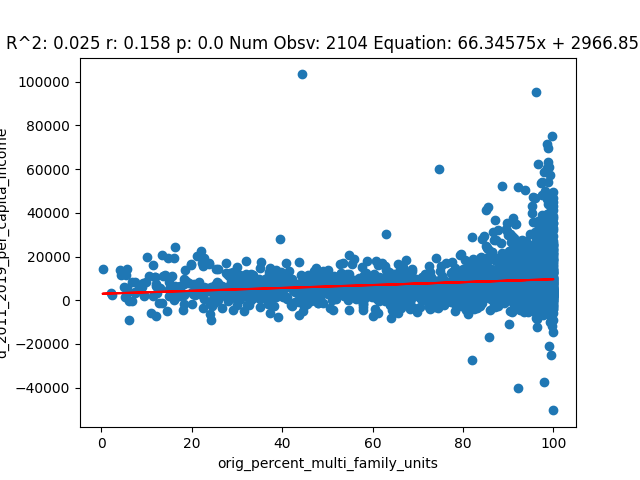 R^2: 0.025 r: 0.158 p: 0.0 Num Obsv: 2104 Equation: 66.34575x + 2966.85
100000
80000
60000
40000
20000
0
−20000
−40000
d_2011_2019_per_capita_income
0 20 40 60 80 100
orig_percent_multi_family_units